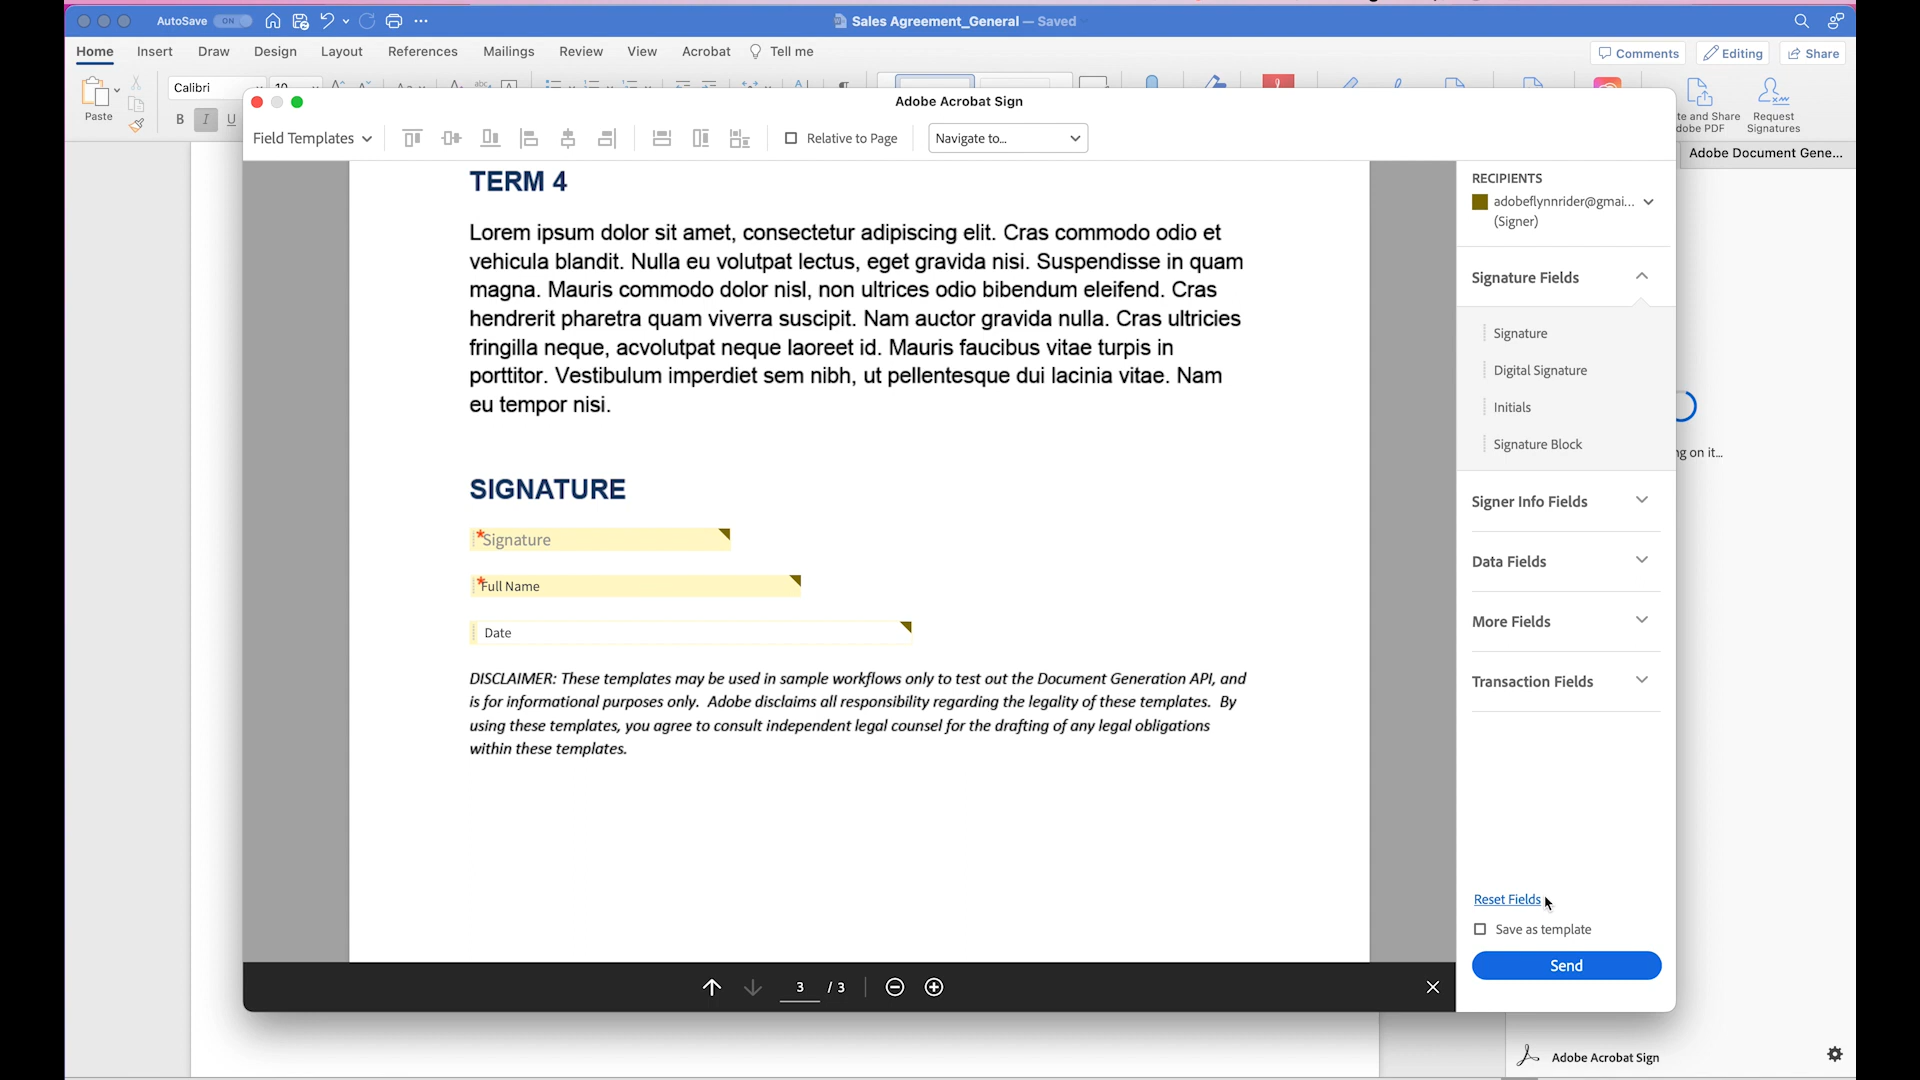 AutoSave ON
Sales Agreement_General — Saved
Home Insert Draw Design Layout References Mailings Review View Acrobat Tell me
Comments Editing Share
Calibri
Paste
B I U
te and Share
dobe PDF
Request
Signatures
Adobe Acrobat Sign
Field Templates
Relative to Page
Navigate to...
Adobe Document Gene...
TERM 4
Lorem ipsum dolor sit amet, consectetur adipiscing elit. Cras commodo odio et
vehicula blandit. Nulla eu volutpat lectus, eget gravida nisi. Suspendisse in quam
magna. Mauris commodo dolor nisl, non ultrices odio bibendum eleifend. Cras
hendrerit pharetra quam viverra suscipit. Nam auctor gravida nulla. Cras ultricies
fringilla neque, acvolutpat neque laoreet id. Mauris faucibus vitae turpis in
porttitor. Vestibulum imperdiet sem nibh, ut pellentesque dui lacinia vitae. Nam
eu tempor nisi.
SIGNATURE
*Signature
*Full Name
Date
DISCLAIMER: These templates may be used in sample workflows only to test out the Document Generation API, and
is for informational purposes only. Adobe disclaims all responsibility regarding the legality of these templates. By
using these templates, you agree to consult independent legal counsel for the drafting of any legal obligations
within these templates.
RECIPIENTS
adobeflynnrider@gmai...
(Signer)
Signature Fields
Signature
Digital Signature
Initials
Signature Block
Signer Info Fields
Data Fields
More Fields
Transaction Fields
Reset Fields
Save as template
Send
ng on it...
3 / 3
Adobe Acrobat Sign